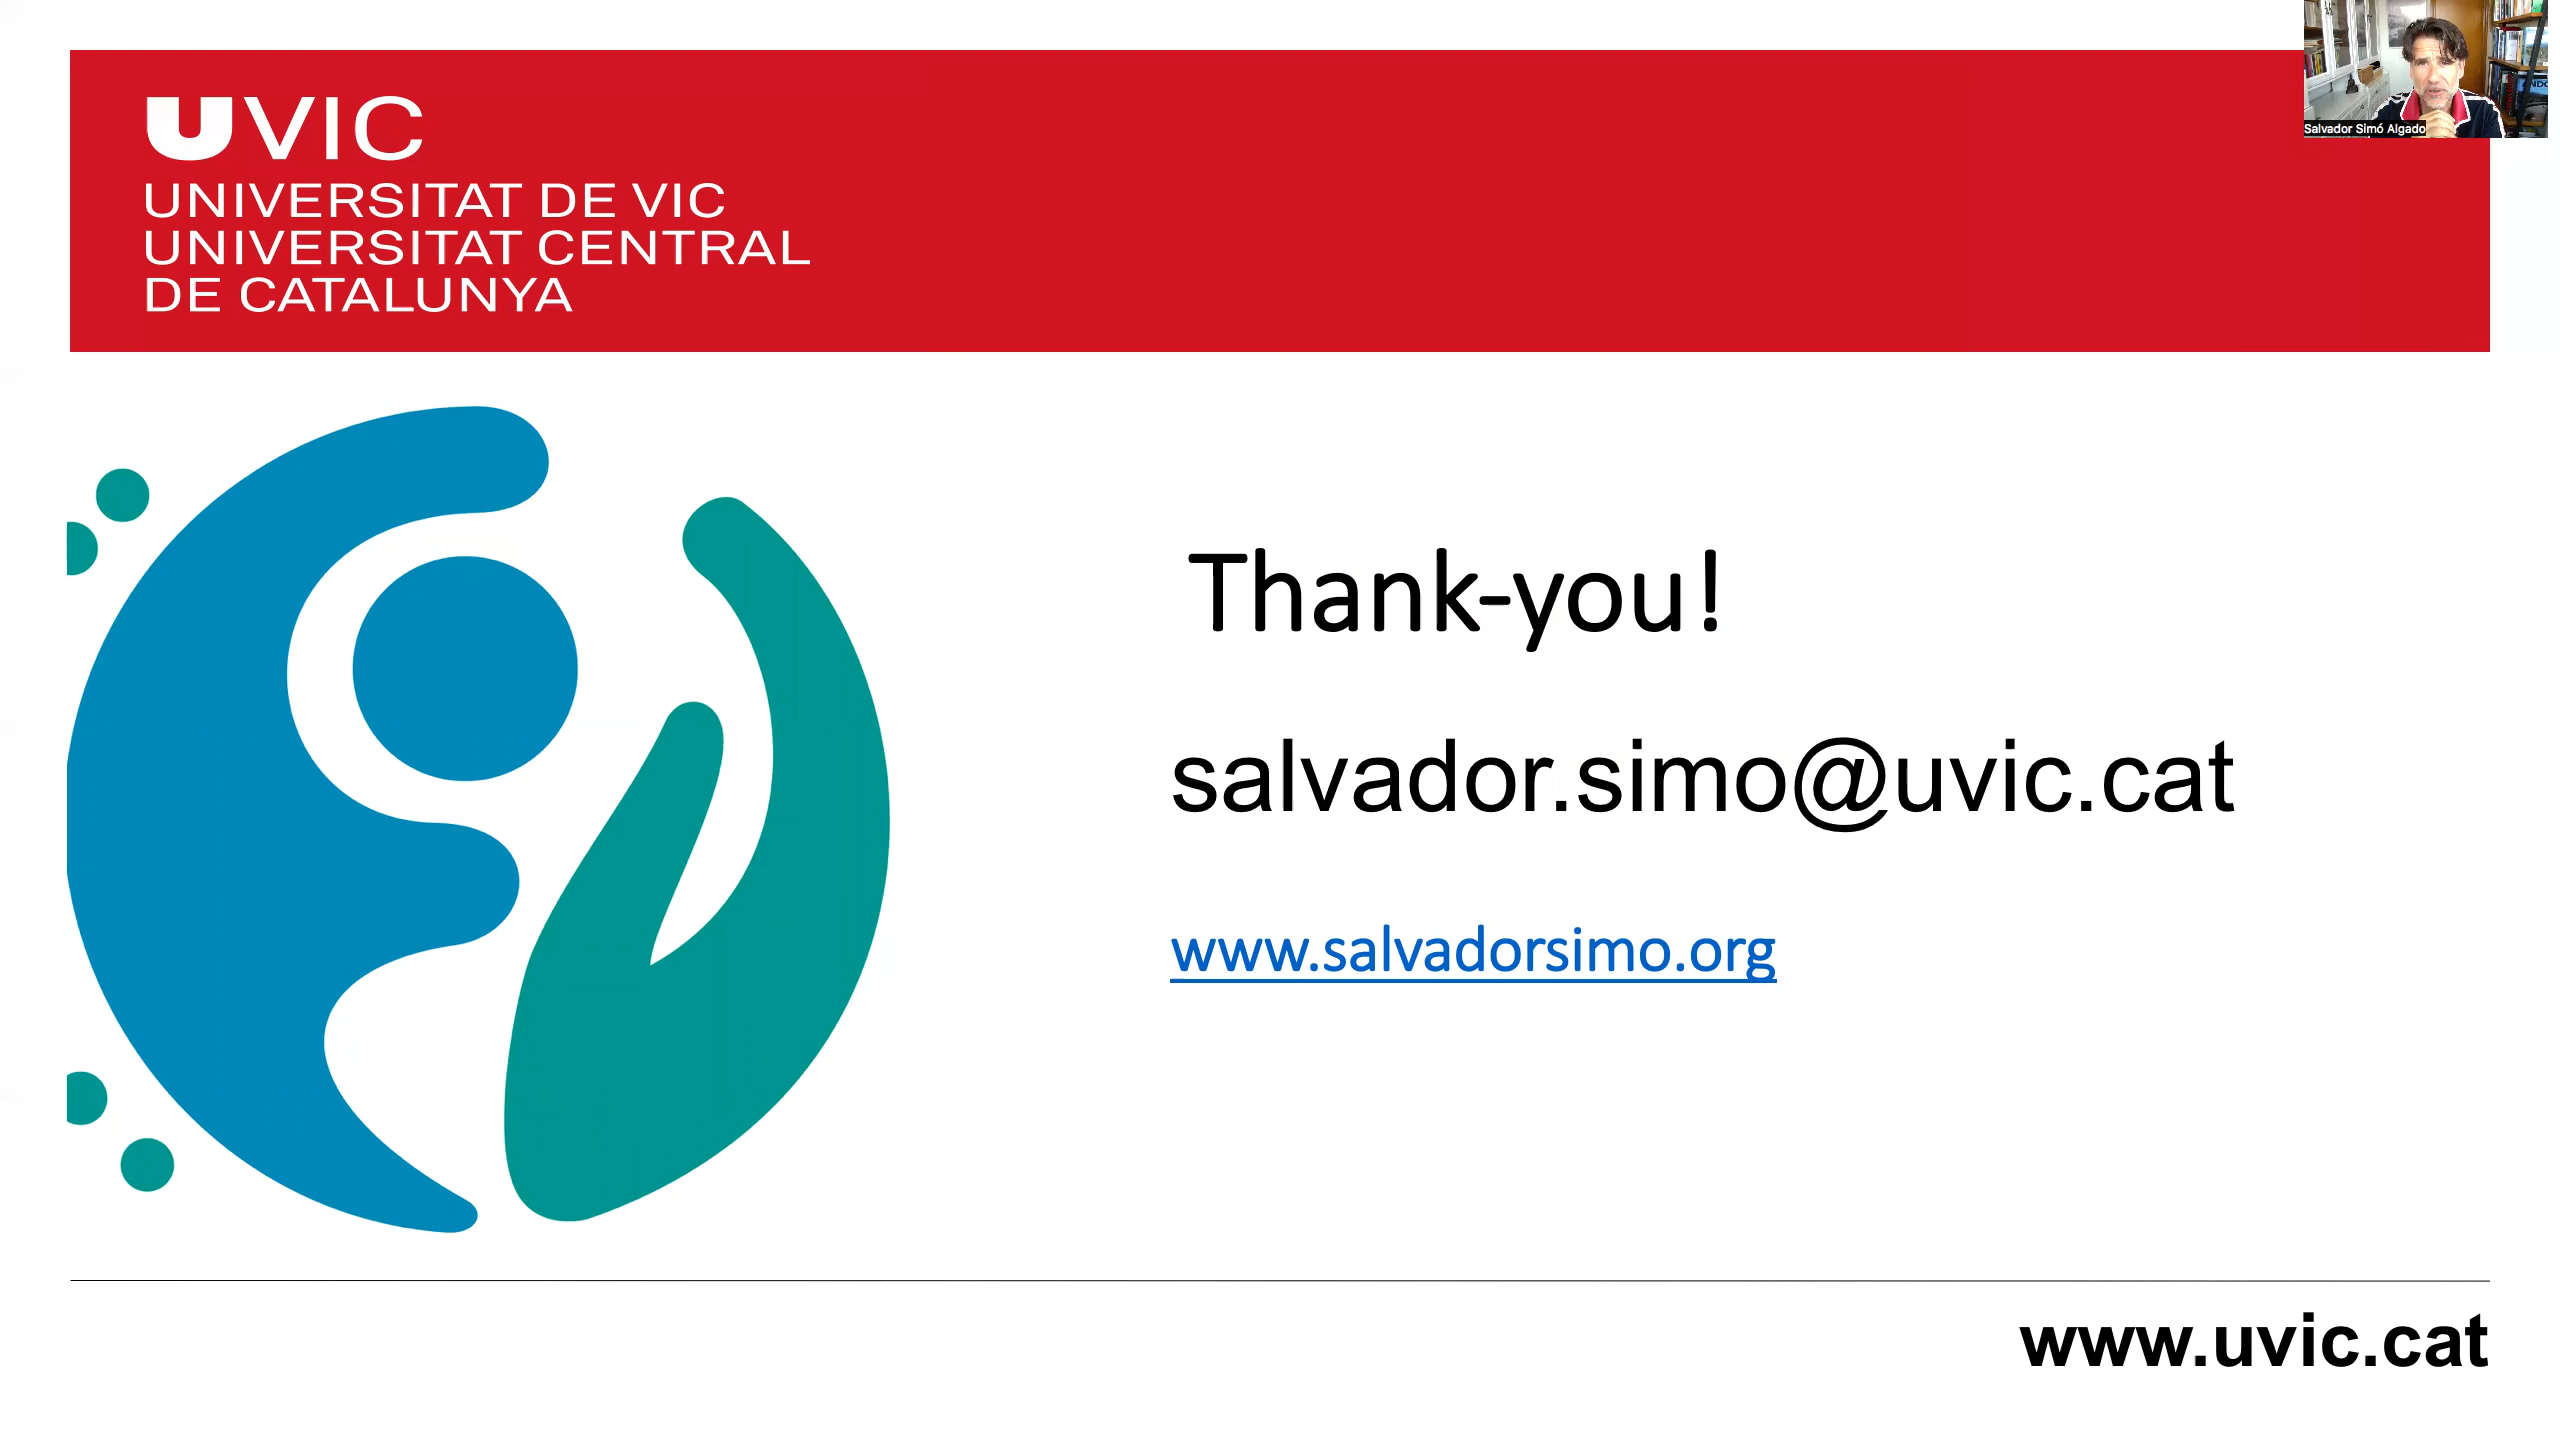 UVIC
UNIVERSITAT DE VIC
UNIVERSITAT CENTRAL
DE CATALUNYA
Salvador Simó Algado
Thank-you!
salvador.simo@uvic.cat
www.salvadorsimo.org
www.uvic.cat